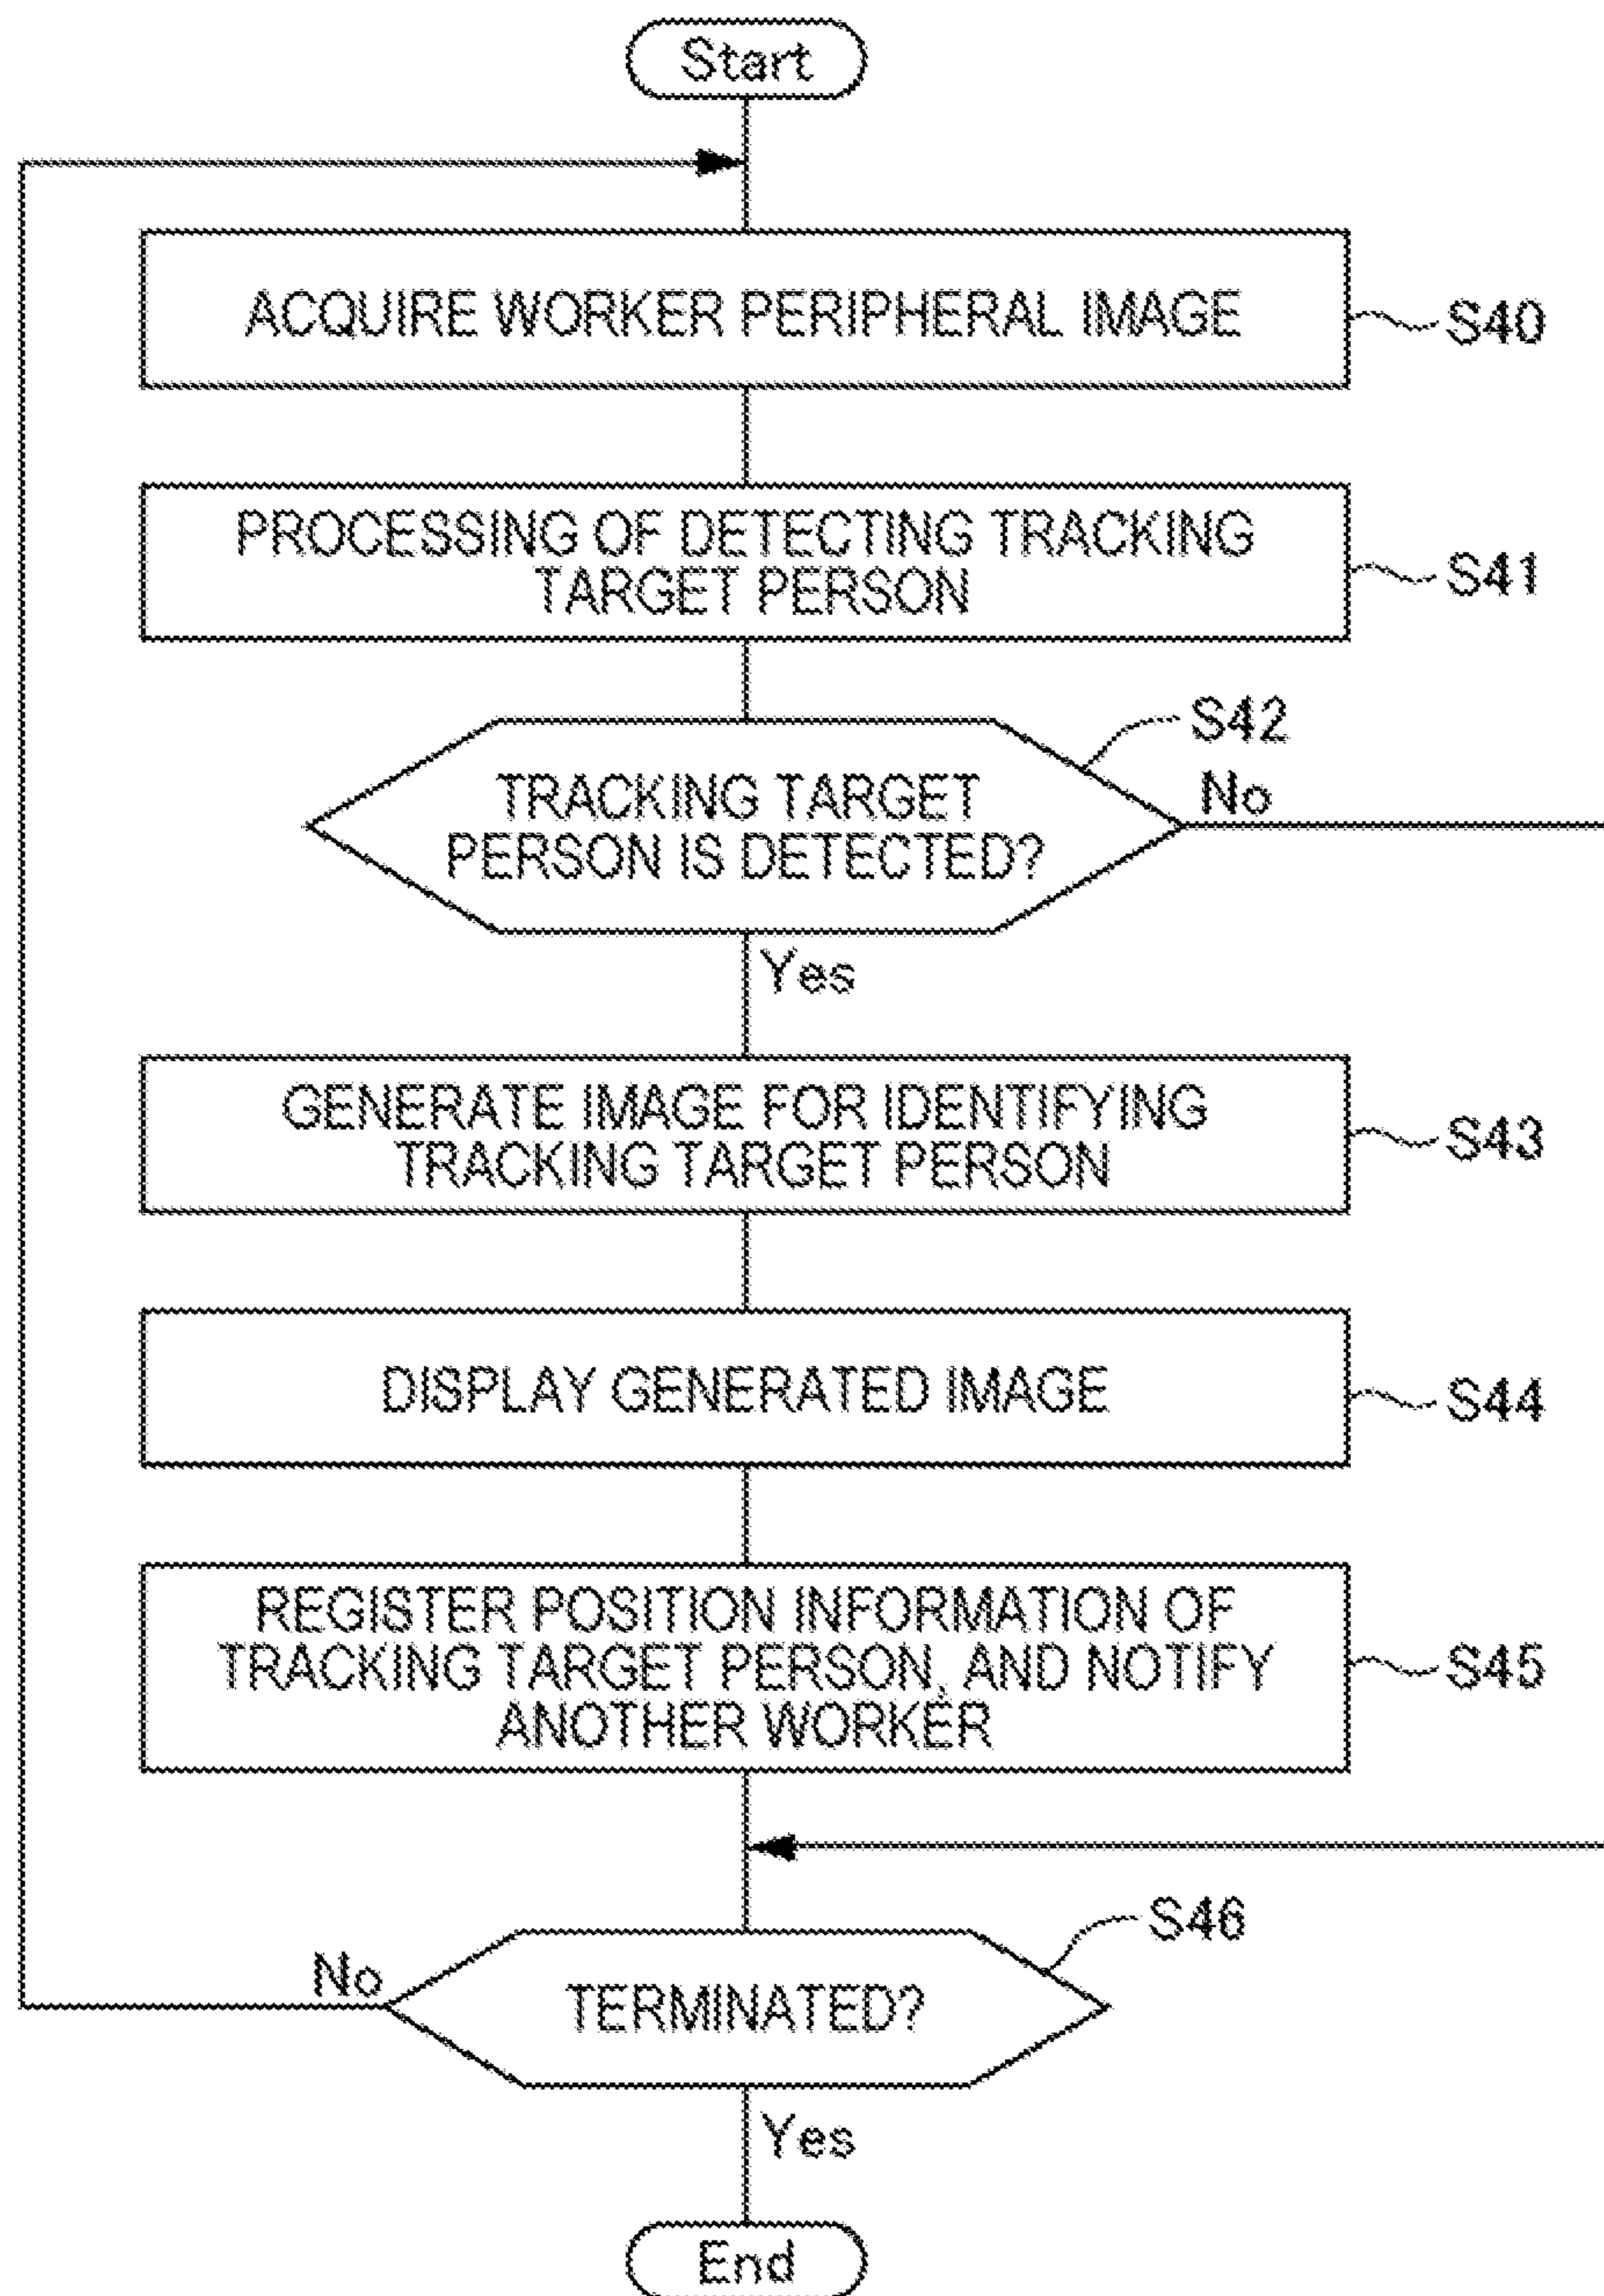 Start
ACQUIRE WORKER PERIPHERAL IMAGE
S40
PROCESSING OF DETECTING TRACKING
TARGET PERSON
S41
S42
TRACKING TARGET
PERSON IS DETECTED?
No
Yes
GENERATE IMAGE FOR IDENTIFYING
TRACKING TARGET PERSON
S43
DISPLAY GENERATED IMAGE
S44
REGISTER POSITION INFORMATION OF
TRACKING TARGET PERSON, AND NOTIFY
ANOTHER WORKER
S45
S46
No
TERMINATED?
Yes
End